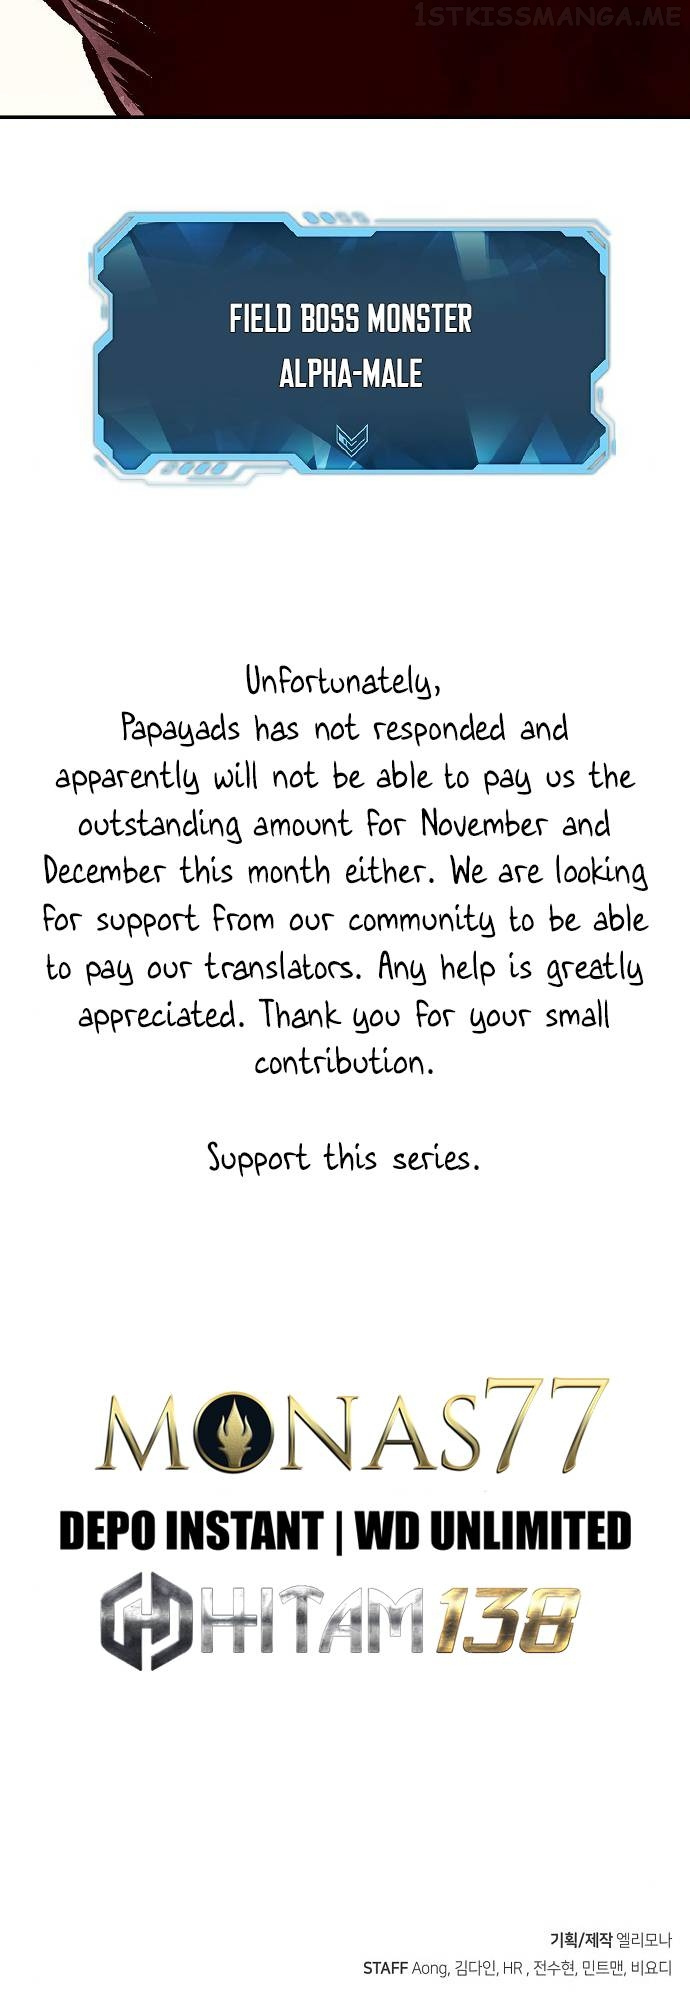 1STKISSMANGA.ME
FIELD BOSS MONSTER
ALPHA-MALE
Unfortunately,
Papayads has not responded and
apparently will not be able to pay us the
outstanding amount for November and
December this month either. We are looking
for support from our community to be able
to pay our translators. Any help is greatly
appreciated. Thank you for your small
contribution.
Support this series.
MONAS77
DEPO INSTANT | WD UNLIMITED
HITAM138
기획/제작 엘리모나
STAFF Aong, 김다인, HR , 전수현, 민트맨, 비요디